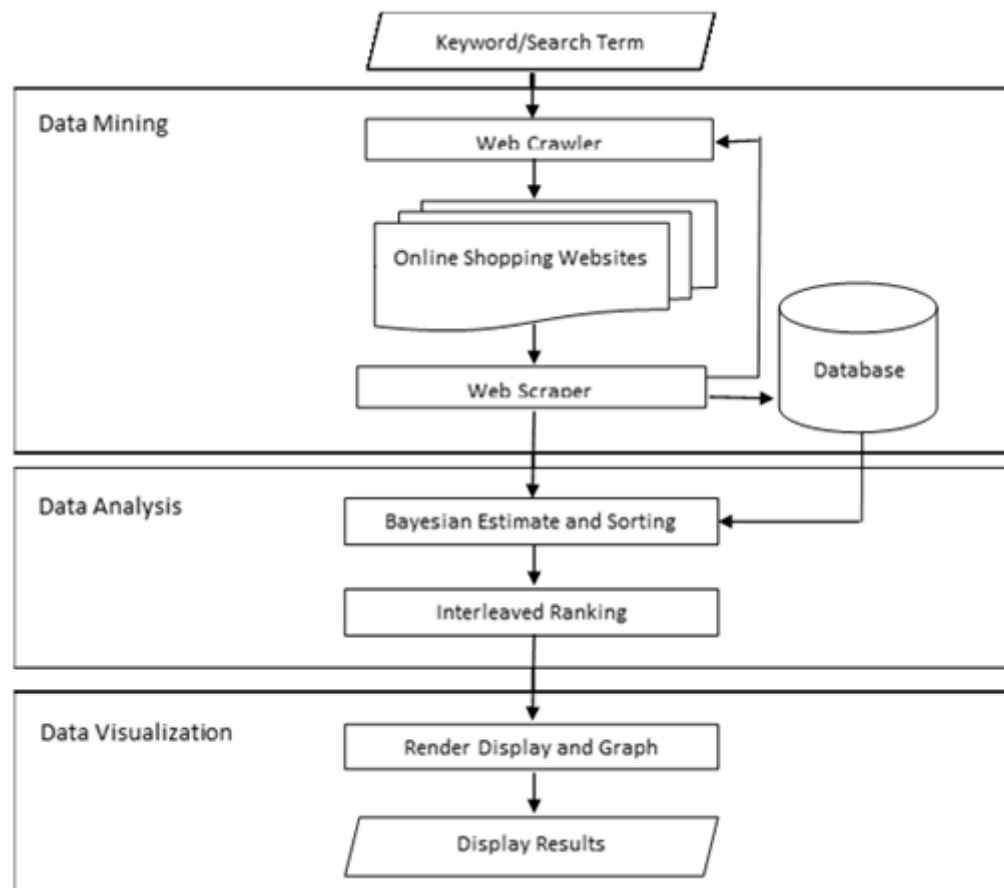 Keyword/Search Term
Data Mining
Web Crawler
Online Shopping Websites
Web Scraper
Database
Data Analysis
Bayesian Estimate and Sorting
Interleaved Ranking
Data Visualization
Render Display and Graph
Display Results